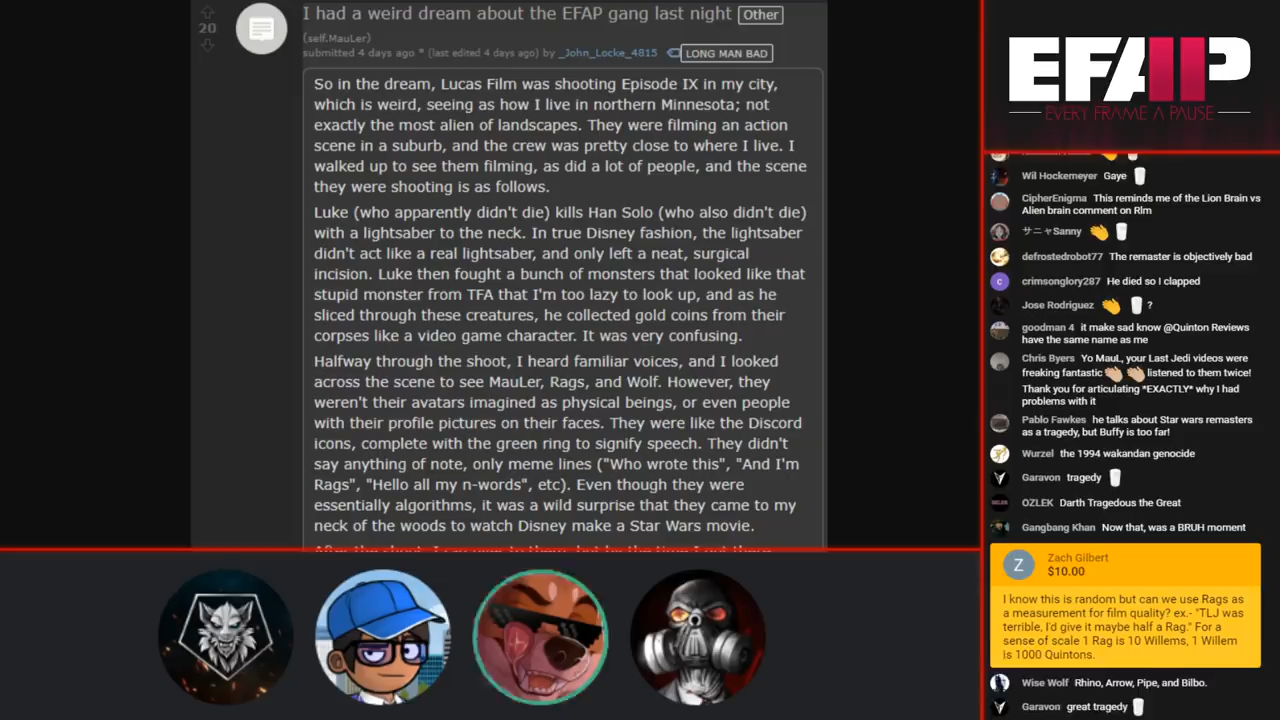 I had a weird dream about the EFAP gang last night Other
20
(self.MauLer)
submitted 4 days ago * (last edited 4 days ago) by _John_Locke_4815 LONG MAN BAD
So in the dream, Lucas Film was shooting Episode IX in my city,
which is weird, seeing as how I live in northern Minnesota; not
exactly the most alien of landscapes. They were filming an action
scene in a suburb, and the crew was pretty close to where I live. I
walked up to see them filming, as did a lot of people, and the scene
they were shooting is as follows.
Luke (who apparently didn't die) kills Han Solo (who also didn't die)
with a lightsaber to the neck. In true Disney fashion, the lightsaber
didn't act like a real lightsaber, and only left a neat, surgical
incision. Luke then fought a bunch of monsters that looked like that
stupid monster from TFA that I'm too lazy to look up, and as he
sliced through these creatures, he collected gold coins from their
corpses like a video game character. It was very confusing.
Halfway through the shoot, I heard familiar voices, and I looked
across the scene to see MauLer, Rags, and Wolf. However, they
weren't their avatars imagined as physical beings, or even people
with their profile pictures on their faces. They were like the Discord
icons, complete with the green ring to signify speech. They didn't
say anything of note, only meme lines ("Who wrote this", "And I'm
Rags", "Hello all my n-words", etc). Even though they were
essentially algorithms, it was a wild surprise that they came to my
neck of the woods to watch Disney make a Star Wars movie.
EFAP
EVERY FRAME A PAUSE
Wil Hockemeyer Gaye
CipherEnigma This reminds me of the Lion Brain vs
Alien brain comment on Rlm
サニャSanny
defrostedrobot77 The remaster is objectively bad
crimsonglory287 He died so I clapped
Jose Rodriguez ?
goodman 4 it make sad know @Quinton Reviews
have the same name as me
Chris Byers Yo MauL, your Last Jedi videos were
freaking fantastic listened to them twice!
Thank you for articulating *EXACTLY* why I had
problems with it
Pablo Fawkes he talks about Star wars remasters
as a tragedy, but Buffy is too far!
Wurzel the 1994 wakandan genocide
Garavon tragedy
OZLEK Darth Tragedous the Great
Gangbang Khan Now that, was a BRUH moment
Z Zach Gilbert
$10.00
I know this is random but can we use Rags as
a measurement for film quality? ex.- "TLJ was
terrible, I'd give it maybe half a Rag." For a
sense of scale 1 Rag is 10 Willems, 1 Willem
is 1000 Quintons.
Wise Wolf Rhino, Arrow, Pipe, and Bilbo.
Garavon great tragedy